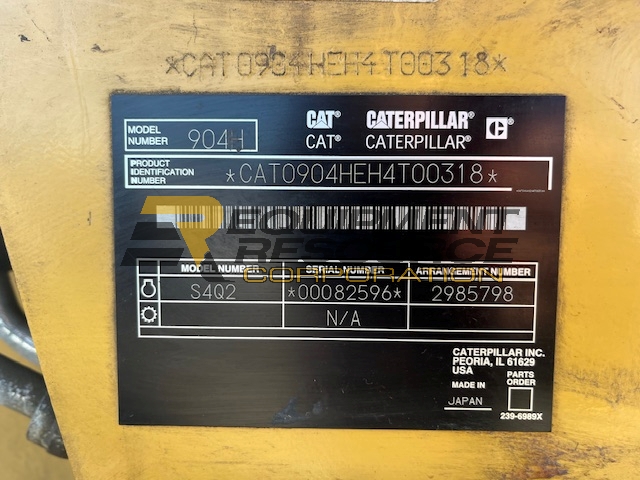 *CAT0904HEH4T00318*
CAT CATERPILLAR C
MODEL NUMBER 904H
CAT® CATERPILLAR®
PRODUCT IDENTIFICATION NUMBER *CAT0904HEH4T00318*
ER EQUIPMENT
RESOURCE
CORPORATION
MODEL NUMBER SERIAL NUMBER ARRANGEMENT NUMBER
S4Q2 *00082596* 2985798
N/A
CATERPILLAR INC.
PEORIA, IL 61629
USA
MADE IN JAPAN
PARTS ORDER
239-6989X